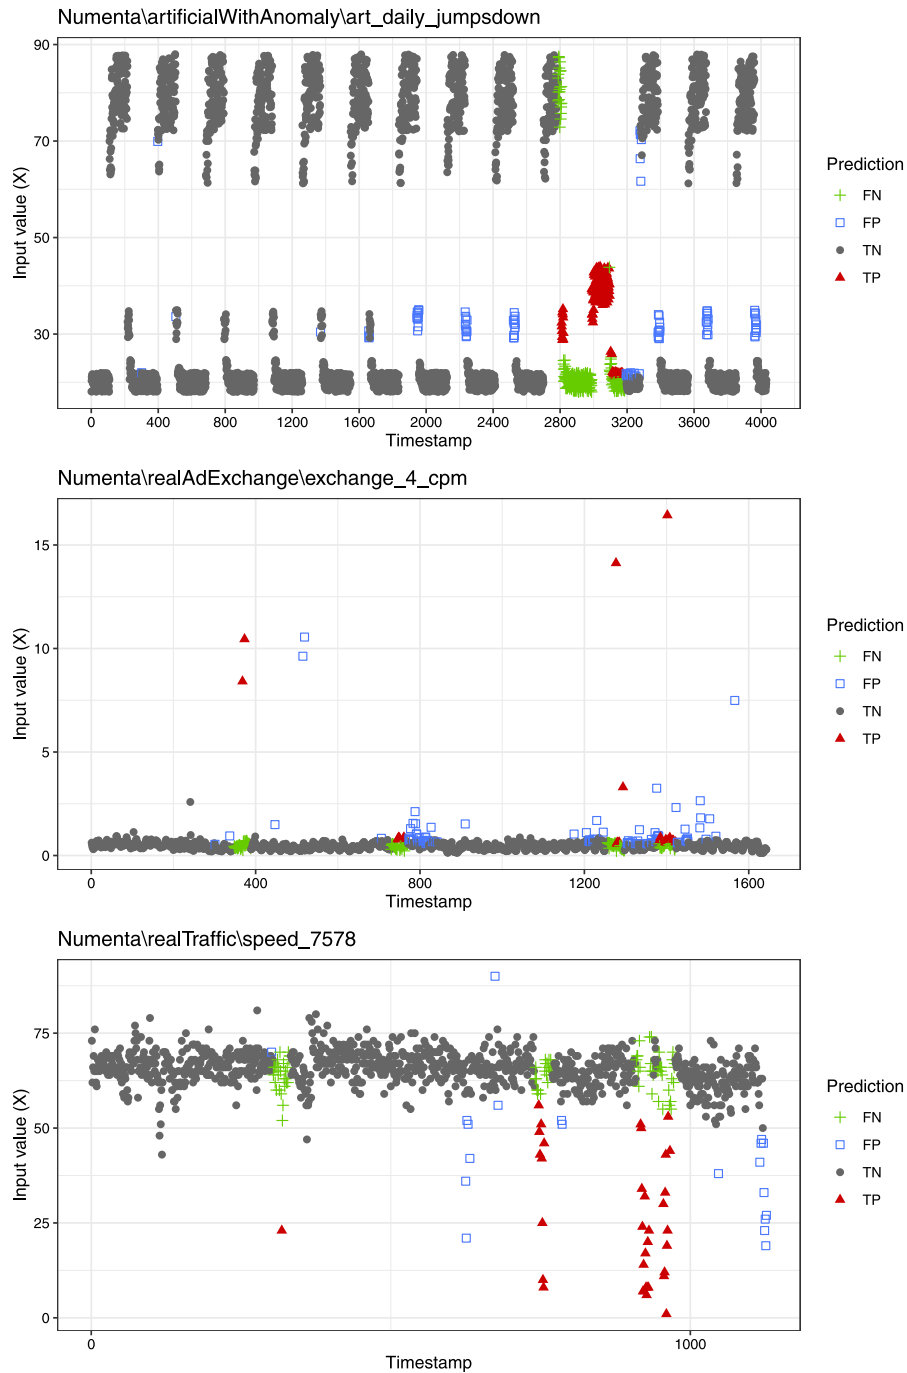 Numenta\artificialWithAnomaly\art_daily_jumpsdown
90
70
50
30
Input value (X)
0 400 800 1200 1600 2000 2400 2800 3200 3600 4000
Timestamp
Prediction
FN
FP
TN
TP
Numenta\realAdExchange\exchange_4_cpm
15
10
5
0
Input value (X)
0 400 800 1200 1600
Timestamp
Prediction
FN
FP
TN
TP
Numenta\realTraffic\speed_7578
75
50
25
0
Input value (X)
0 1000
Timestamp
Prediction
FN
FP
TN
TP